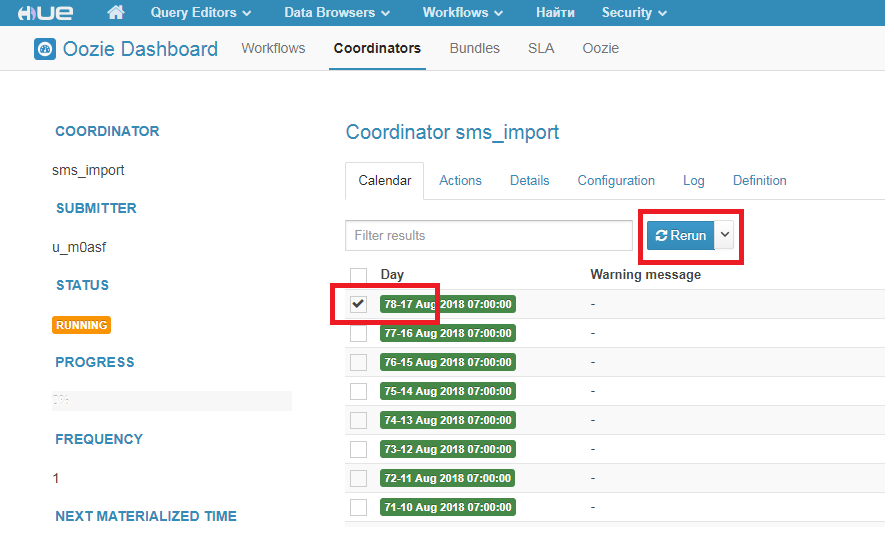 HUE Query Editors Data Browsers Workflows Найти Security
Oozie Dashboard Workflows Coordinators Bundles SLA Oozie
COORDINATOR
sms_import
SUBMITTER
u_m0asf
STATUS
RUNNING
PROGRESS
FREQUENCY
1
NEXT MATERIALIZED TIME
Coordinator sms_import
Calendar Actions Details Configuration Log Definition
Filter results Rerun
Day Warning message
78-17 Aug 2018 07:00:00 -
77-16 Aug 2018 07:00:00 -
76-15 Aug 2018 07:00:00 -
75-14 Aug 2018 07:00:00 -
74-13 Aug 2018 07:00:00 -
73-12 Aug 2018 07:00:00 -
72-11 Aug 2018 07:00:00 -
71-10 Aug 2018 07:00:00 -